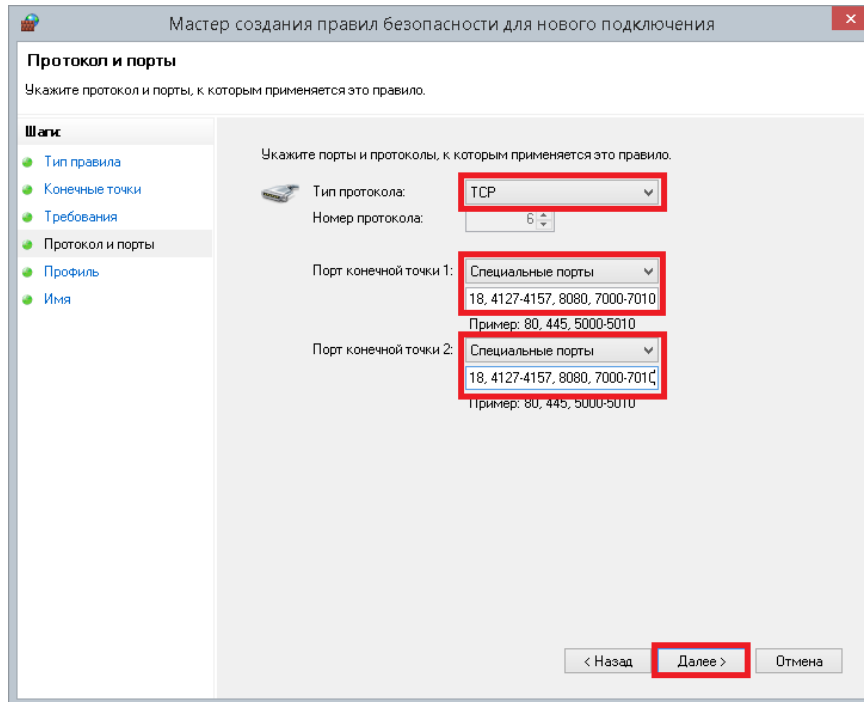 Мастер создания правил безопасности для нового подключения
Протокол и порты
Укажите протокол и порты, к которым применяется это правило.
Шаги:
Тип правила
Конечные точки
Требования
Протокол и порты
Профиль
Имя
Укажите порты и протоколы, к которым применяется это правило.
Тип протокола: TCP
Номер протокола: 6
Порт конечной точки 1: Специальные порты
18, 4127-4157, 8080, 7000-7010
Пример: 80, 445, 5000-5010
Порт конечной точки 2: Специальные порты
18, 4127-4157, 8080, 7000-7010
Пример: 80, 445, 5000-5010
< Назад Далее > Отмена